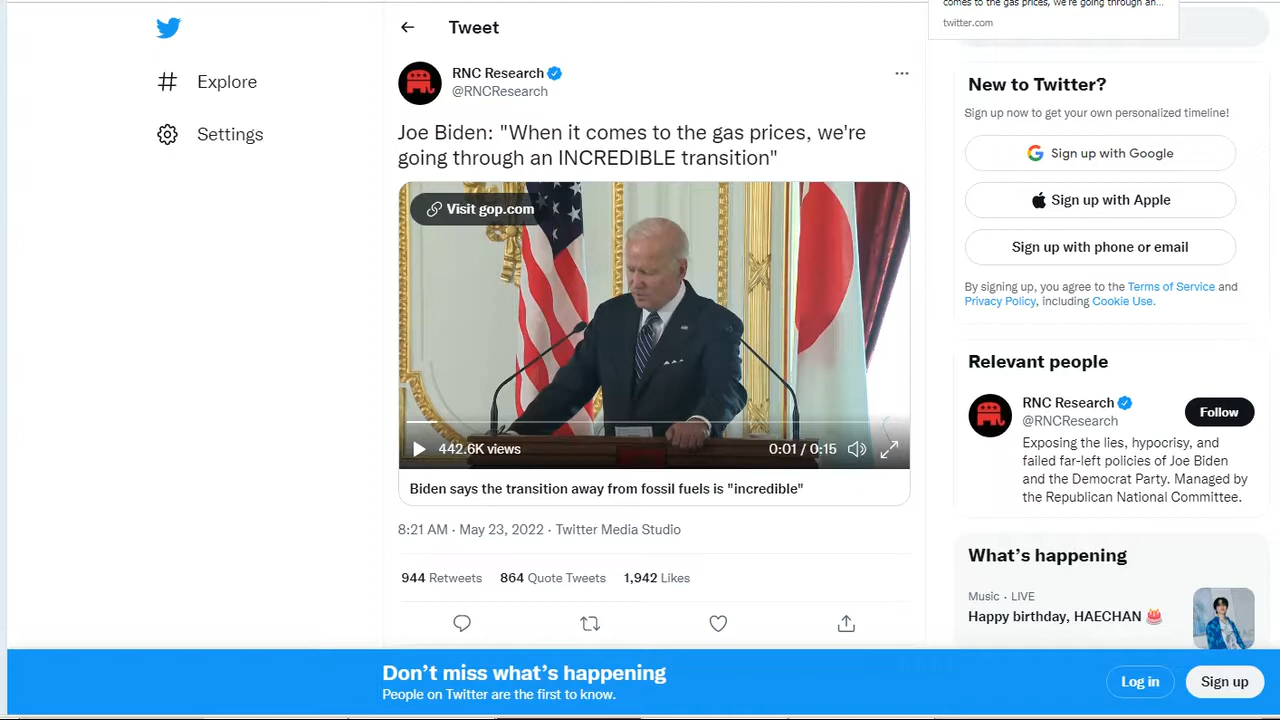 comes to the gas prices, we're going through an...
twitter.com
Tweet
Explore
Settings
RNC Research
@RNCResearch
Joe Biden: "When it comes to the gas prices, we're
going through an INCREDIBLE transition"
Visit gop.com
442.6K views
0:01 / 0:15
Biden says the transition away from fossil fuels is "incredible"
8:21 AM · May 23, 2022 · Twitter Media Studio
944 Retweets 864 Quote Tweets 1,942 Likes
New to Twitter?
Sign up now to get your own personalized timeline!
Sign up with Google
Sign up with Apple
Sign up with phone or email
By signing up, you agree to the Terms of Service and
Privacy Policy, including Cookie Use.
Relevant people
RNC Research
@RNCResearch
Follow
Exposing the lies, hypocrisy, and
failed far-left policies of Joe Biden
and the Democrat Party. Managed by
the Republican National Committee.
What's happening
Music · LIVE
Happy birthday, HAECHAN 🎂
Don't miss what's happening
People on Twitter are the first to know.
Log in
Sign up